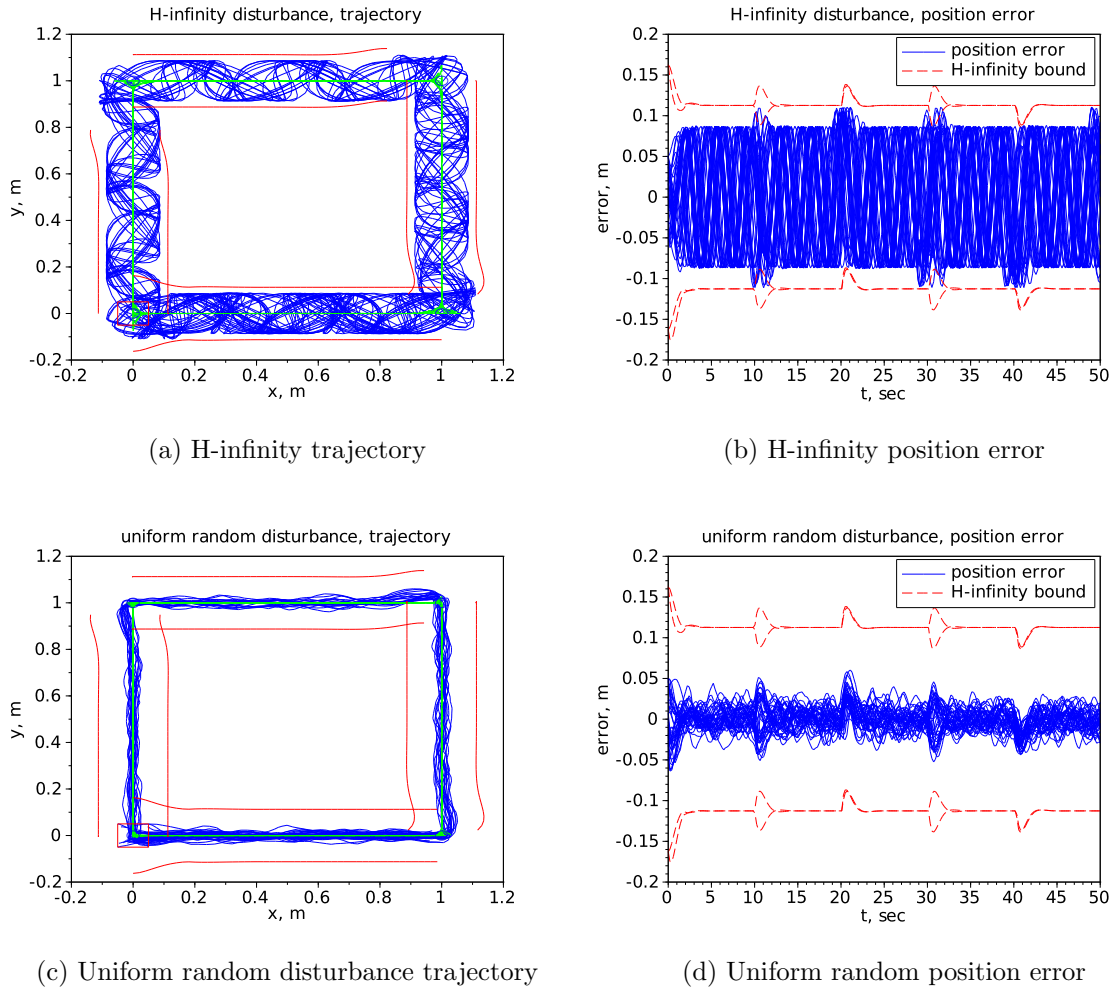 H-infinity disturbance, trajectory
1.2
1
0.8
0.6
0.4
0.2
0
-0.2
y, m
-0.2 0 0.2 0.4 0.6 0.8 1 1.2
x, m
(a) H-infinity trajectory
H-infinity disturbance, position error
position error
H-infinity bound
0.2
0.15
0.1
0.05
0
-0.05
-0.1
-0.15
-0.2
error, m
0 5 10 15 20 25 30 35 40 45 50
t, sec
(b) H-infinity position error
uniform random disturbance, trajectory
1.2
1
0.8
0.6
0.4
0.2
0
-0.2
y, m
-0.2 0 0.2 0.4 0.6 0.8 1 1.2
x, m
(c) Uniform random disturbance trajectory
uniform random disturbance, position error
position error
H-infinity bound
0.2
0.15
0.1
0.05
0
-0.05
-0.1
-0.15
-0.2
error, m
0 5 10 15 20 25 30 35 40 45 50
t, sec
(d) Uniform random position error